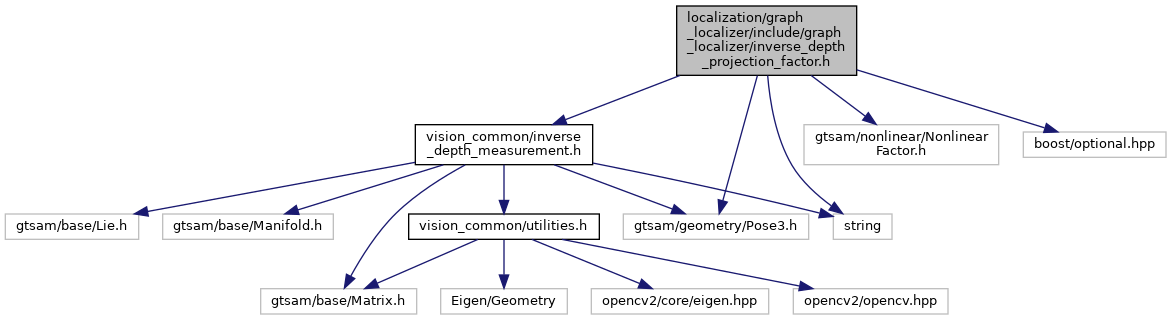 localization/graph
_localizer/include/graph
_localizer/inverse_depth
_projection_factor.h
vision_common/inverse
_depth_measurement.h
gtsam/nonlinear/Nonlinear
Factor.h
boost/optional.hpp
gtsam/base/Lie.h
gtsam/base/Manifold.h
vision_common/utilities.h
gtsam/geometry/Pose3.h
string
gtsam/base/Matrix.h
Eigen/Geometry
opencv2/core/eigen.hpp
opencv2/opencv.hpp